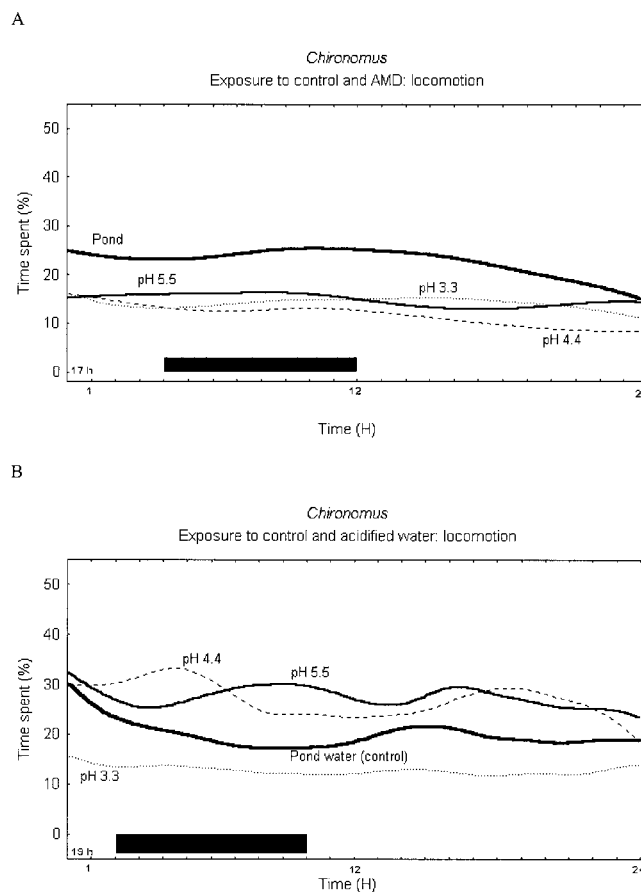 A
Chironomus
Exposure to control and AMD: locomotion
Time spent (%)
50
40
30
20
10
0
Pond
pH 5.5
pH 3.3
pH 4.4
17 h
1
12
2
Time (H)
B
Chironomus
Exposure to control and acidified water: locomotion
Time spent (%)
50
40
30
20
10
0
pH 4.4
pH 5.5
Pond water (control)
pH 3.3
19 h
1
12
24
Time (H)